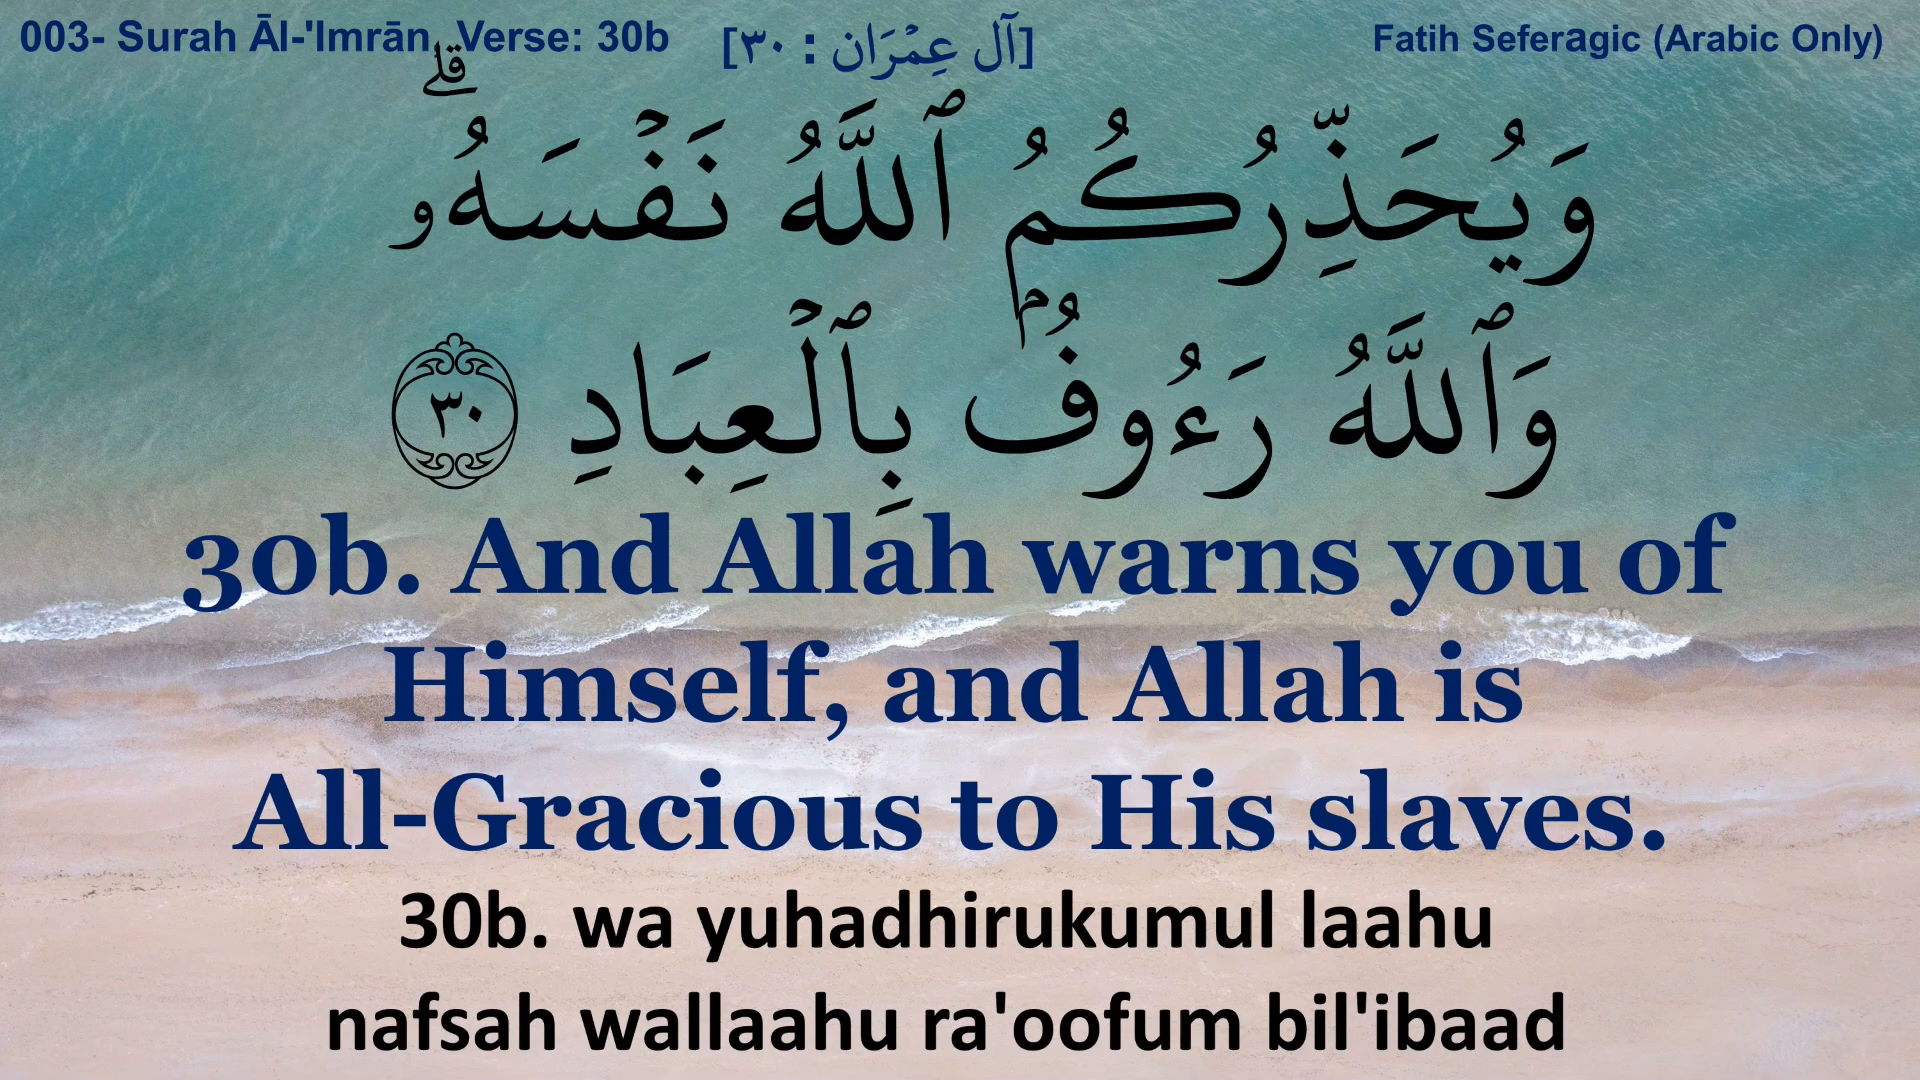 003- Surah Āl-'Imrān, Verse: 30b [آل عِمْرَان : ٣٠] Fatih Seferagic (Arabic Only)
وَيُحَذِّرُكُمُ ٱللَّهُ نَفْسَهُۥ ۗ
وَٱللَّهُ رَءُوفٌۢ بِٱلْعِبَادِ ٣٠
30b. And Allah warns you of
Himself, and Allah is
All-Gracious to His slaves.
30b. wa yuhadhirukumul laahu
nafsah wallaahu ra'oofum bil'ibaad